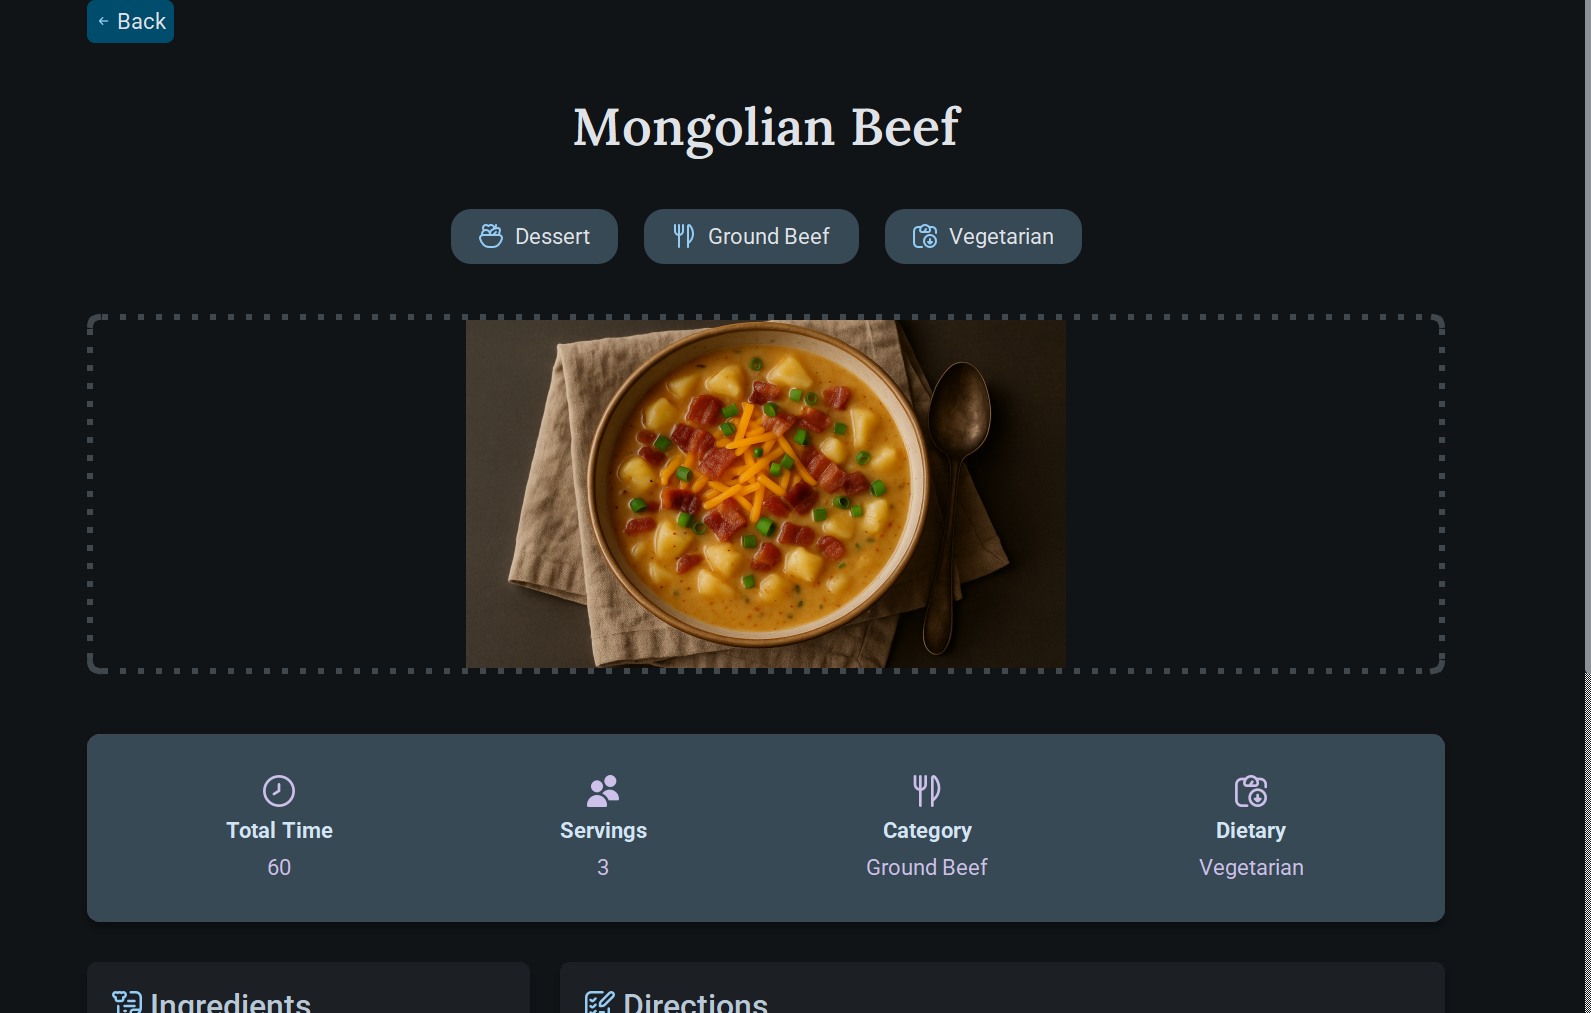 Back
Mongolian Beef
Dessert
Ground Beef
Vegetarian
Total Time
60
Servings
3
Category
Ground Beef
Dietary
Vegetarian
Ingredients
Directions